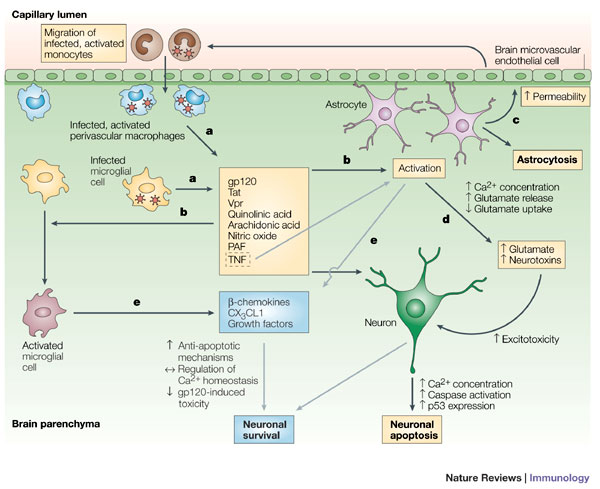 Capillary lumen
Migration of
infected, activated
monocytes
Brain microvascular
endothelial cell
Astrocyte
↑ Permeability
c
Infected, activated
perivascular macrophages
a
Astrocytosis
Infected
microglial
cell
a
b
gp120
Tat
Vpr
Quinolinic acid
Arachidonic acid
Nitric oxide
PAF
TNF
b
Activation
↑ Ca2+ concentration
↑ Glutamate release
↓ Glutamate uptake
d
↑ Glutamate
↑ Neurotoxins
e
e
β-chemokines
CX3CL1
Growth factors
Neuron
↑ Excitotoxicity
Activated
microglial
cell
↑ Anti-apoptotic
mechanisms
↔ Regulation of
Ca2+ homeostasis
↓ gp120-induced
toxicity
↑ Ca2+ concentration
↑ Caspase activation
↑ p53 expression
Brain parenchyma
Neuronal
survival
Neuronal
apoptosis
Nature Reviews | Immunology